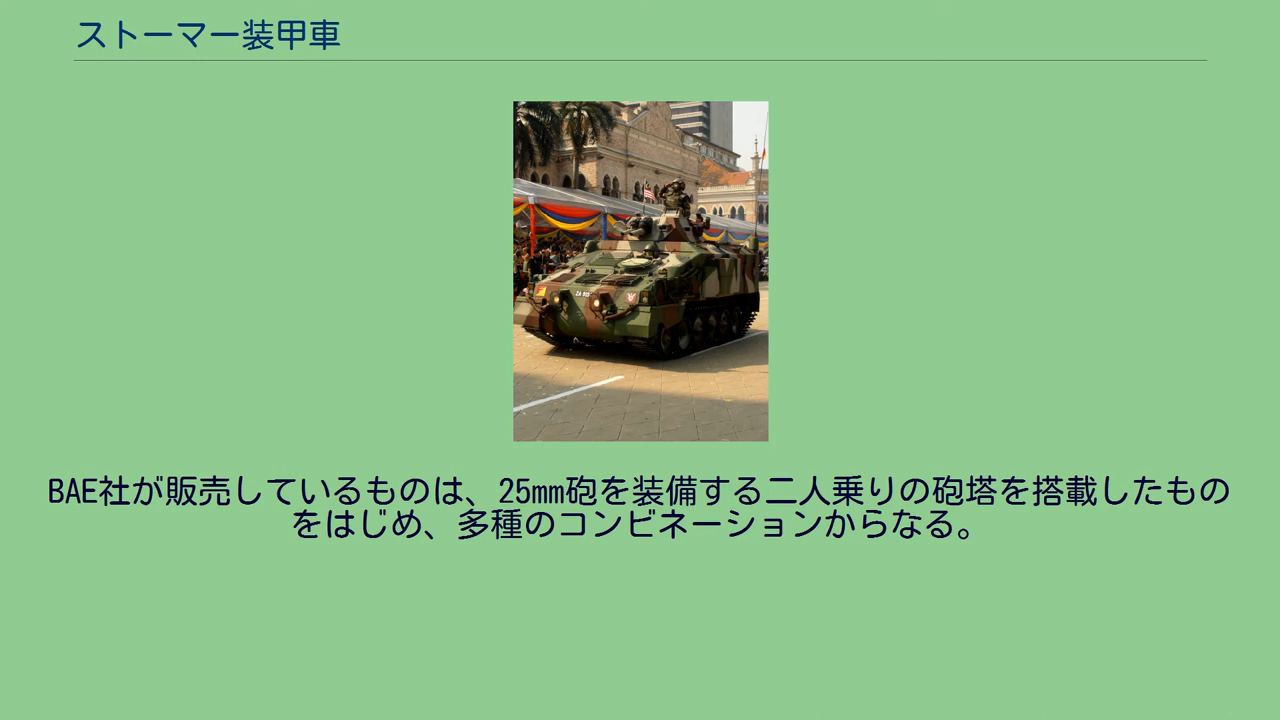 ストーマー装甲車
BAE社が販売しているものは、25mm砲を装備する二人乗りの砲塔を搭載したもの
をはじめ、多種のコンビネーションからなる。